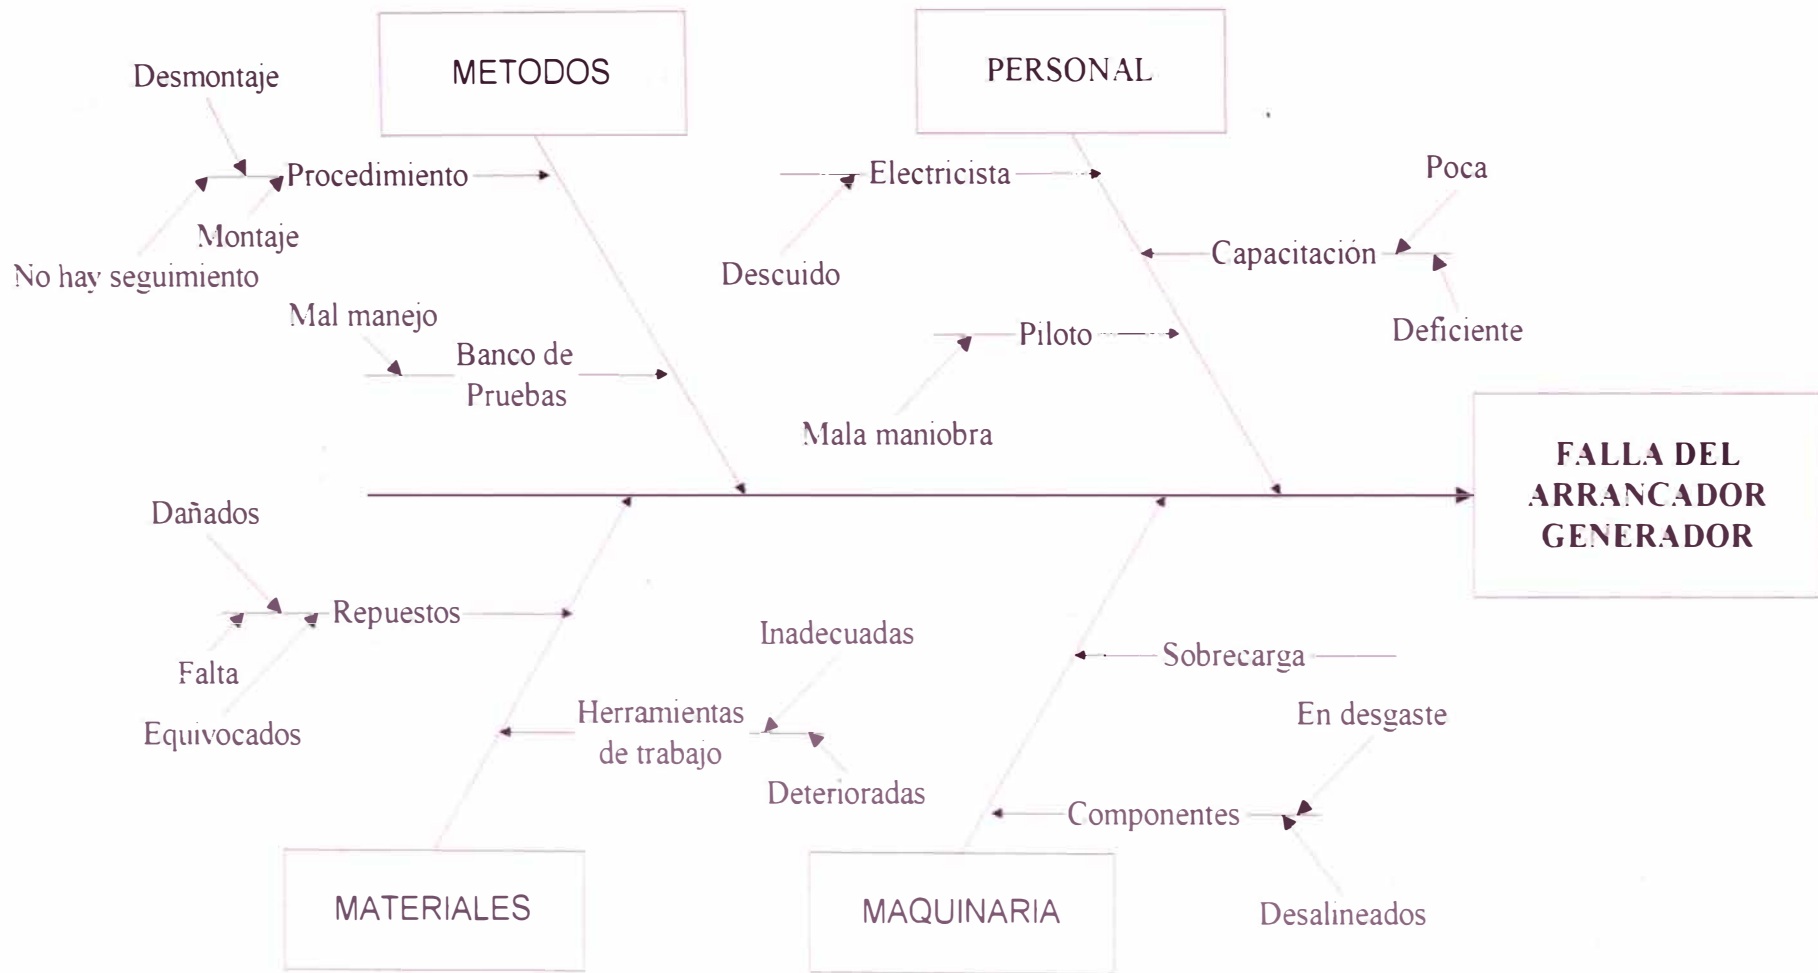 METODOS
PERSONAL
Desmontaje
Procedimiento
Montaje
No hay seguimiento
Mal manejo
Banco de
Pruebas
Electricista
Descuido
Poca
Capacitación
Deficiente
Piloto
Mala maniobra
FALLA DEL
ARRANCADOR
GENERADOR
Dañados
Repuestos
Falta
Equivocados
Inadecuadas
Herramientas
de trabajo
Deterioradas
Sobrecarga
En desgaste
Componentes
Desalineados
MATERIALES
MAQUINARIA